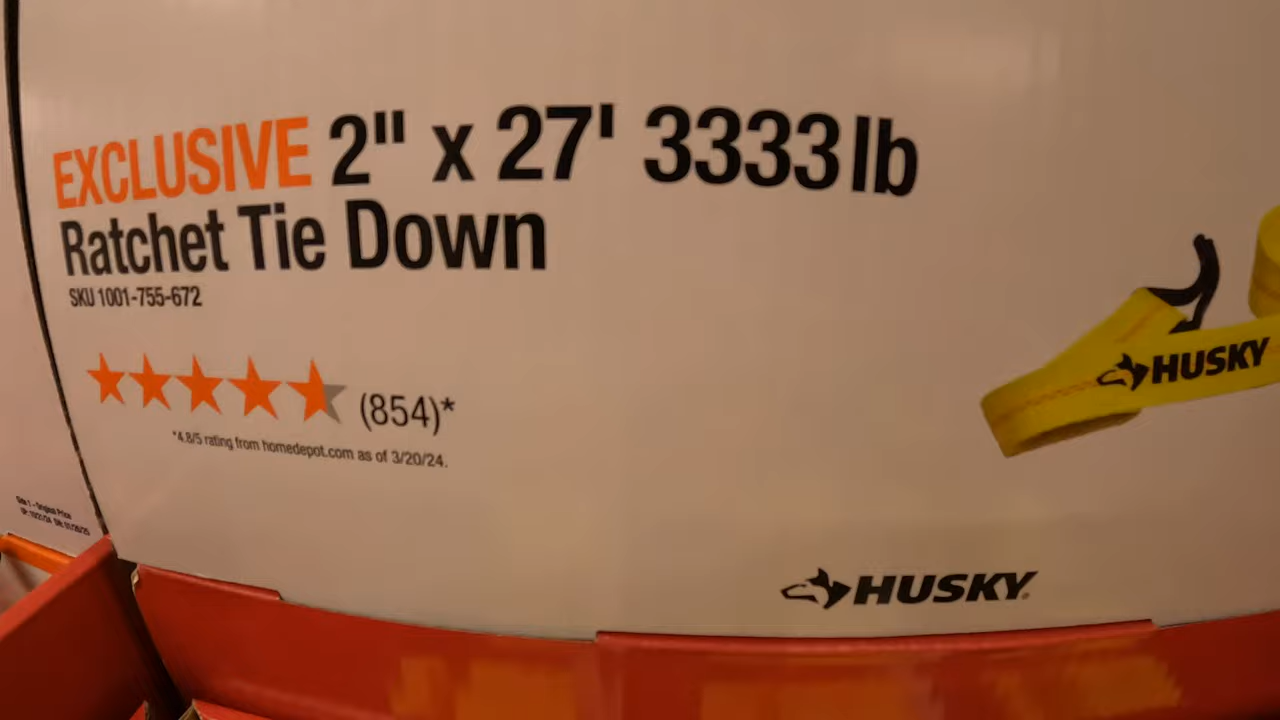 EXCLUSIVE 2" x 27' 3333 lb
Ratchet Tie Down
SKU 1001-755-672
(854)*
*4.8/5 rating from homedepot.com as of 3/20/24.
HUSKY
HUSKY